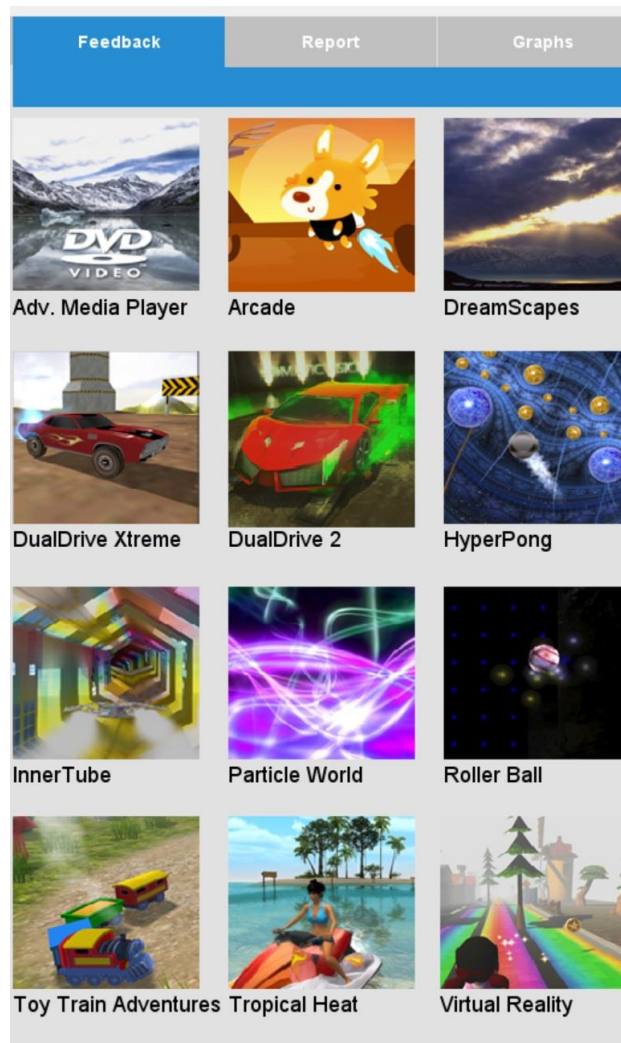 Feedback Report Graphs
DVD
VIDEO
Adv. Media Player Arcade DreamScapes
DualDrive Xtreme DualDrive 2 HyperPong
InnerTube Particle World Roller Ball
Toy Train Adventures Tropical Heat Virtual Reality